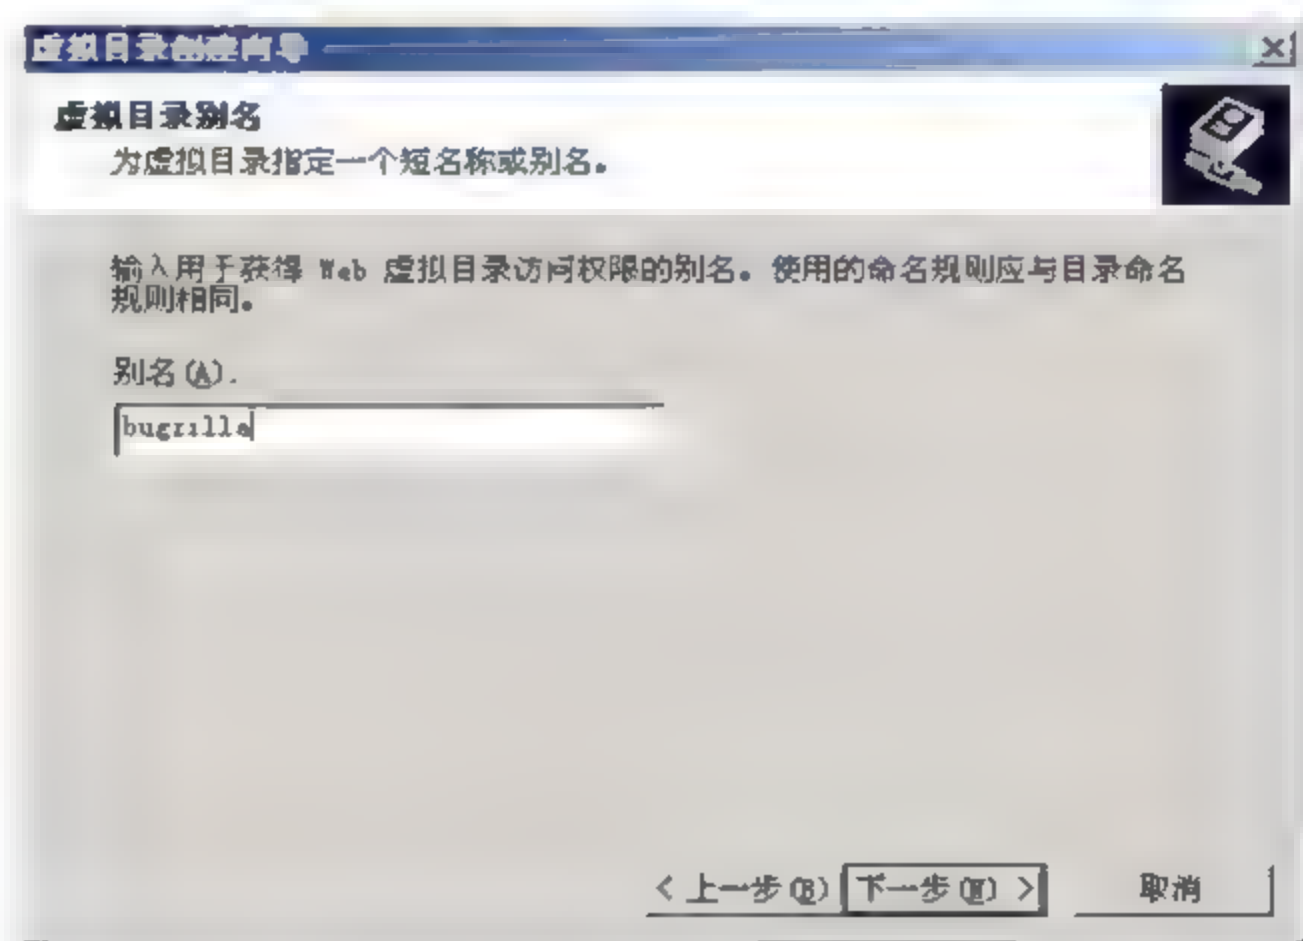 虚拟目录创建向导
虚拟目录别名
为虚拟目录指定一个短名称或别名。
输入用于获得 Web 虚拟目录访问权限的别名。使用的命名规则应与目录命名
规则相同。
别名(A):
bugzilla
< 上一步(B) 下一步(N) > 取消